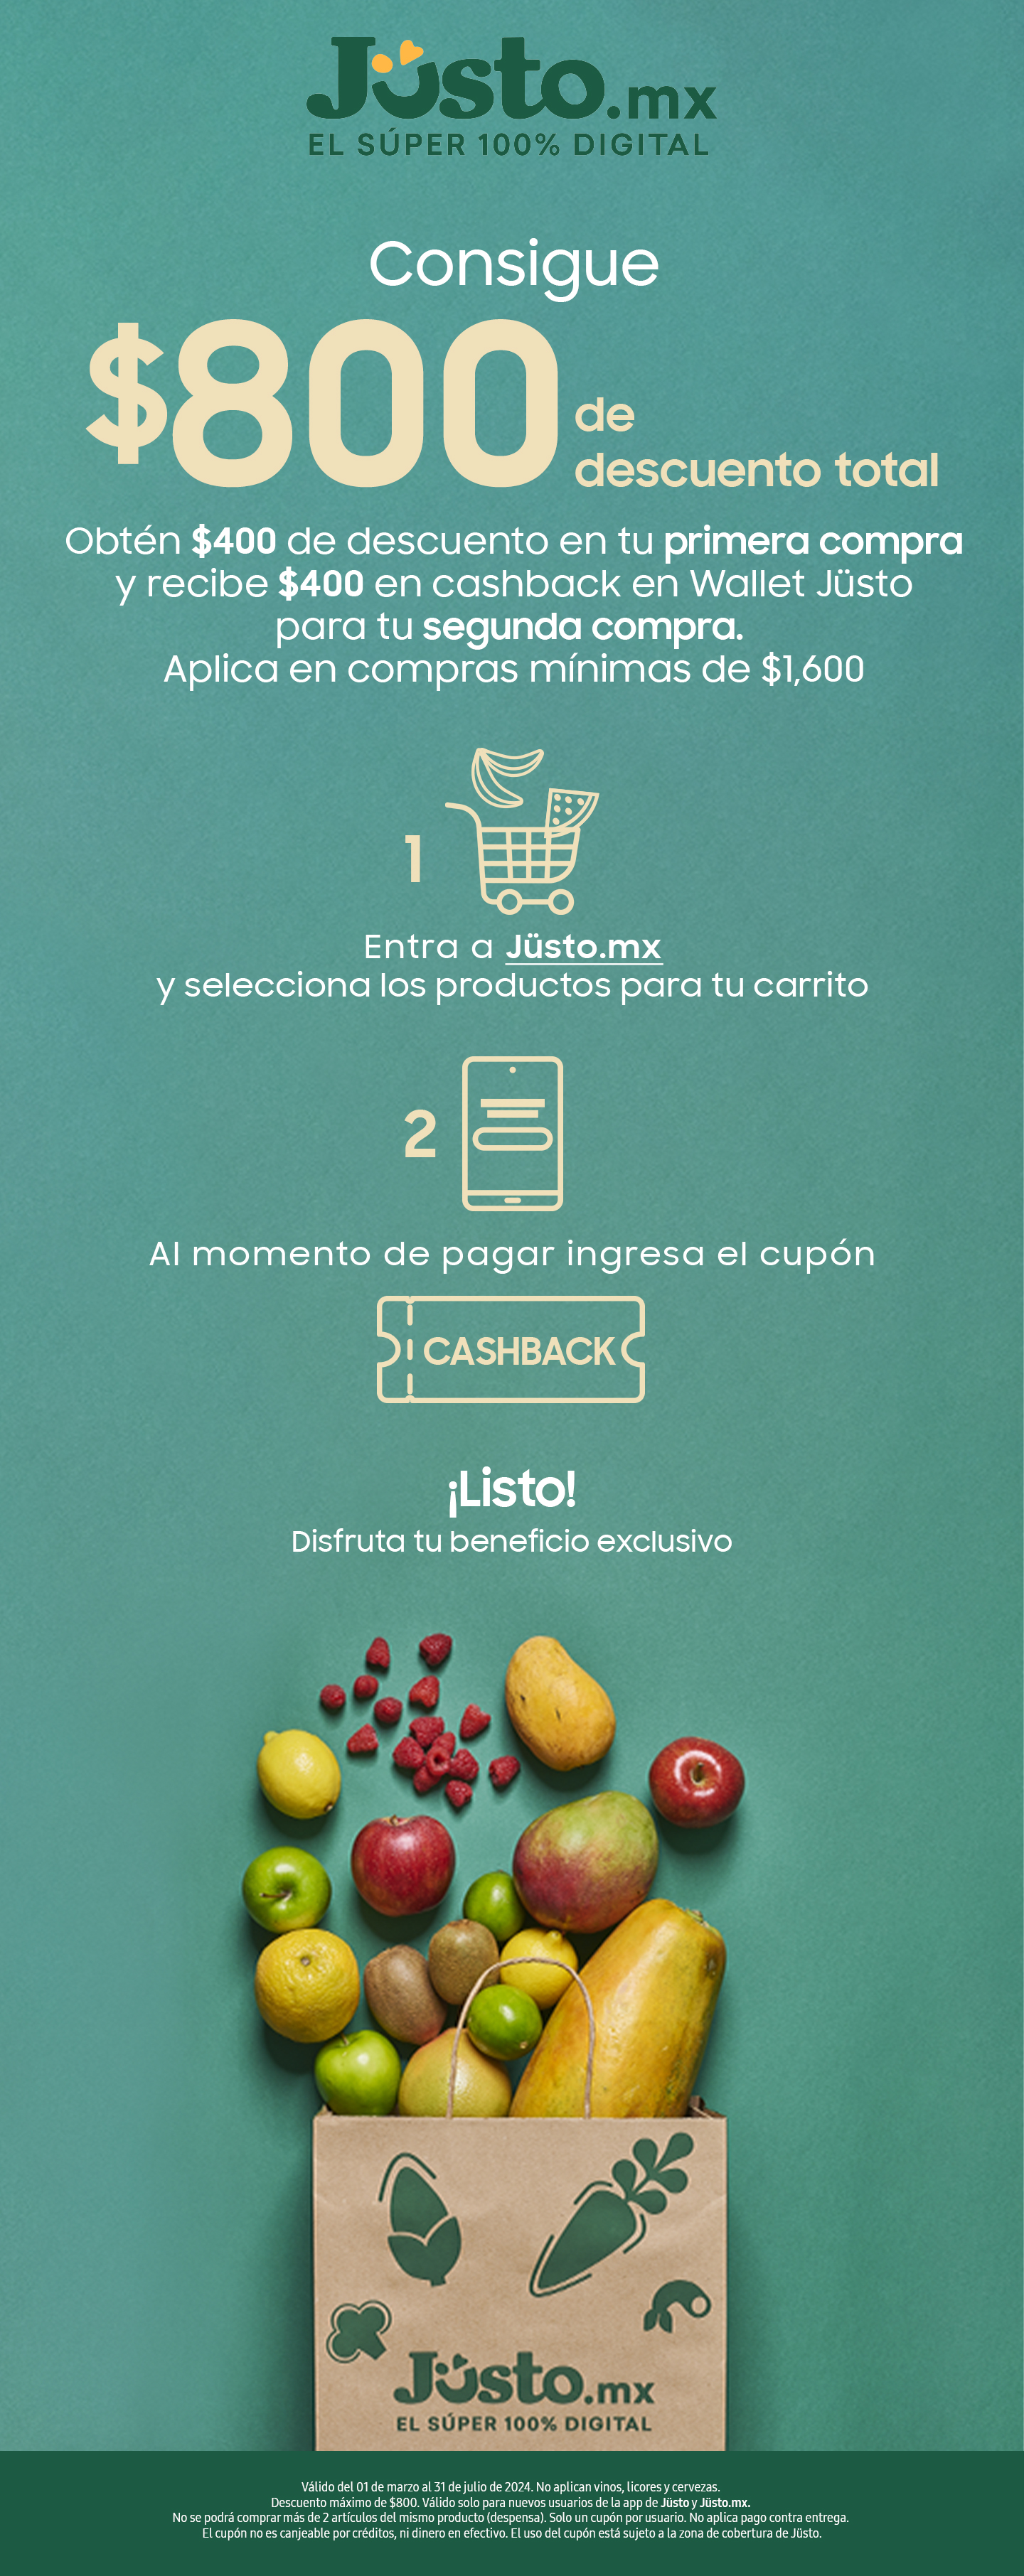 Jüsto.mx
EL SÚPER 100% DIGITAL
Consigue
$800 de
descuento total
Obtén $400 de descuento en tu primera compra
y recibe $400 en cashback en Wallet Jüsto
para tu segunda compra.
Aplica en compras mínimas de $1,600
1
Entra a Jüsto.mx
y selecciona los productos para tu carrito
2
Al momento de pagar ingresa el cupón
CASHBACK
¡Listo!
Disfruta tu beneficio exclusivo
Jüsto.mx
EL SÚPER 100% DIGITAL
Válido del 01 de marzo al 31 de julio de 2024. No aplican vinos, licores y cervezas.
Descuento máximo de $800. Válido solo para nuevos usuarios de la app de Jüsto y Jüsto.mx.
No se podrá comprar más de 2 artículos del mismo producto (despensa). Solo un cupón por usuario. No aplica pago contra entrega.
El cupón no es canjeable por créditos, ni dinero en efectivo. El uso del cupón está sujeto a la zona de cobertura de Jüsto.